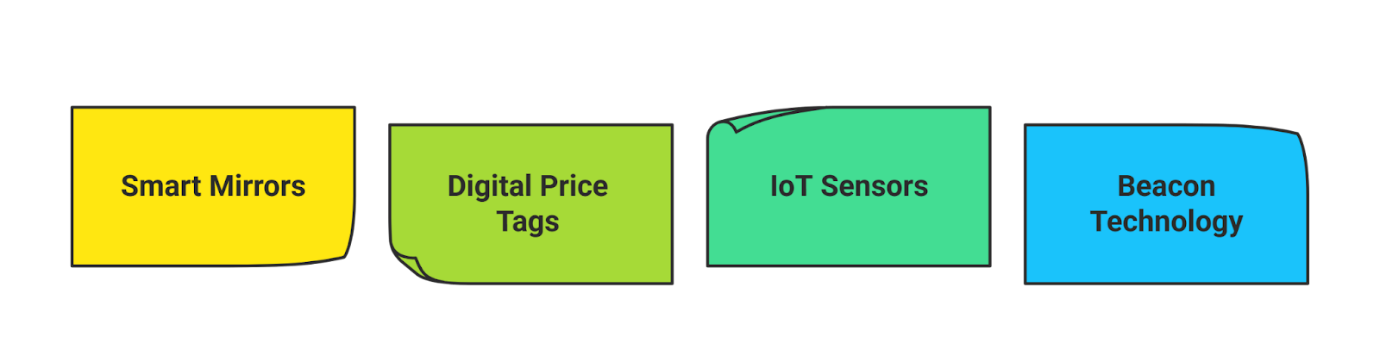 Smart Mirrors
Digital Price
Tags
IoT Sensors
Beacon
Technology